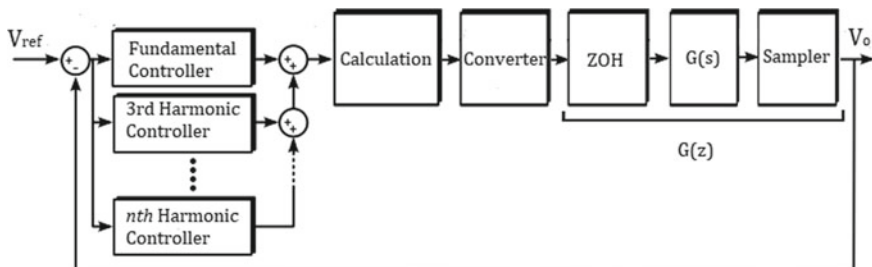 Vref
+
-
Fundamental
Controller
+
+
3rd Harmonic
Controller
+
+
nth Harmonic
Controller
Calculation
Converter
ZOH
G(s)
Sampler
Vo
G(z)